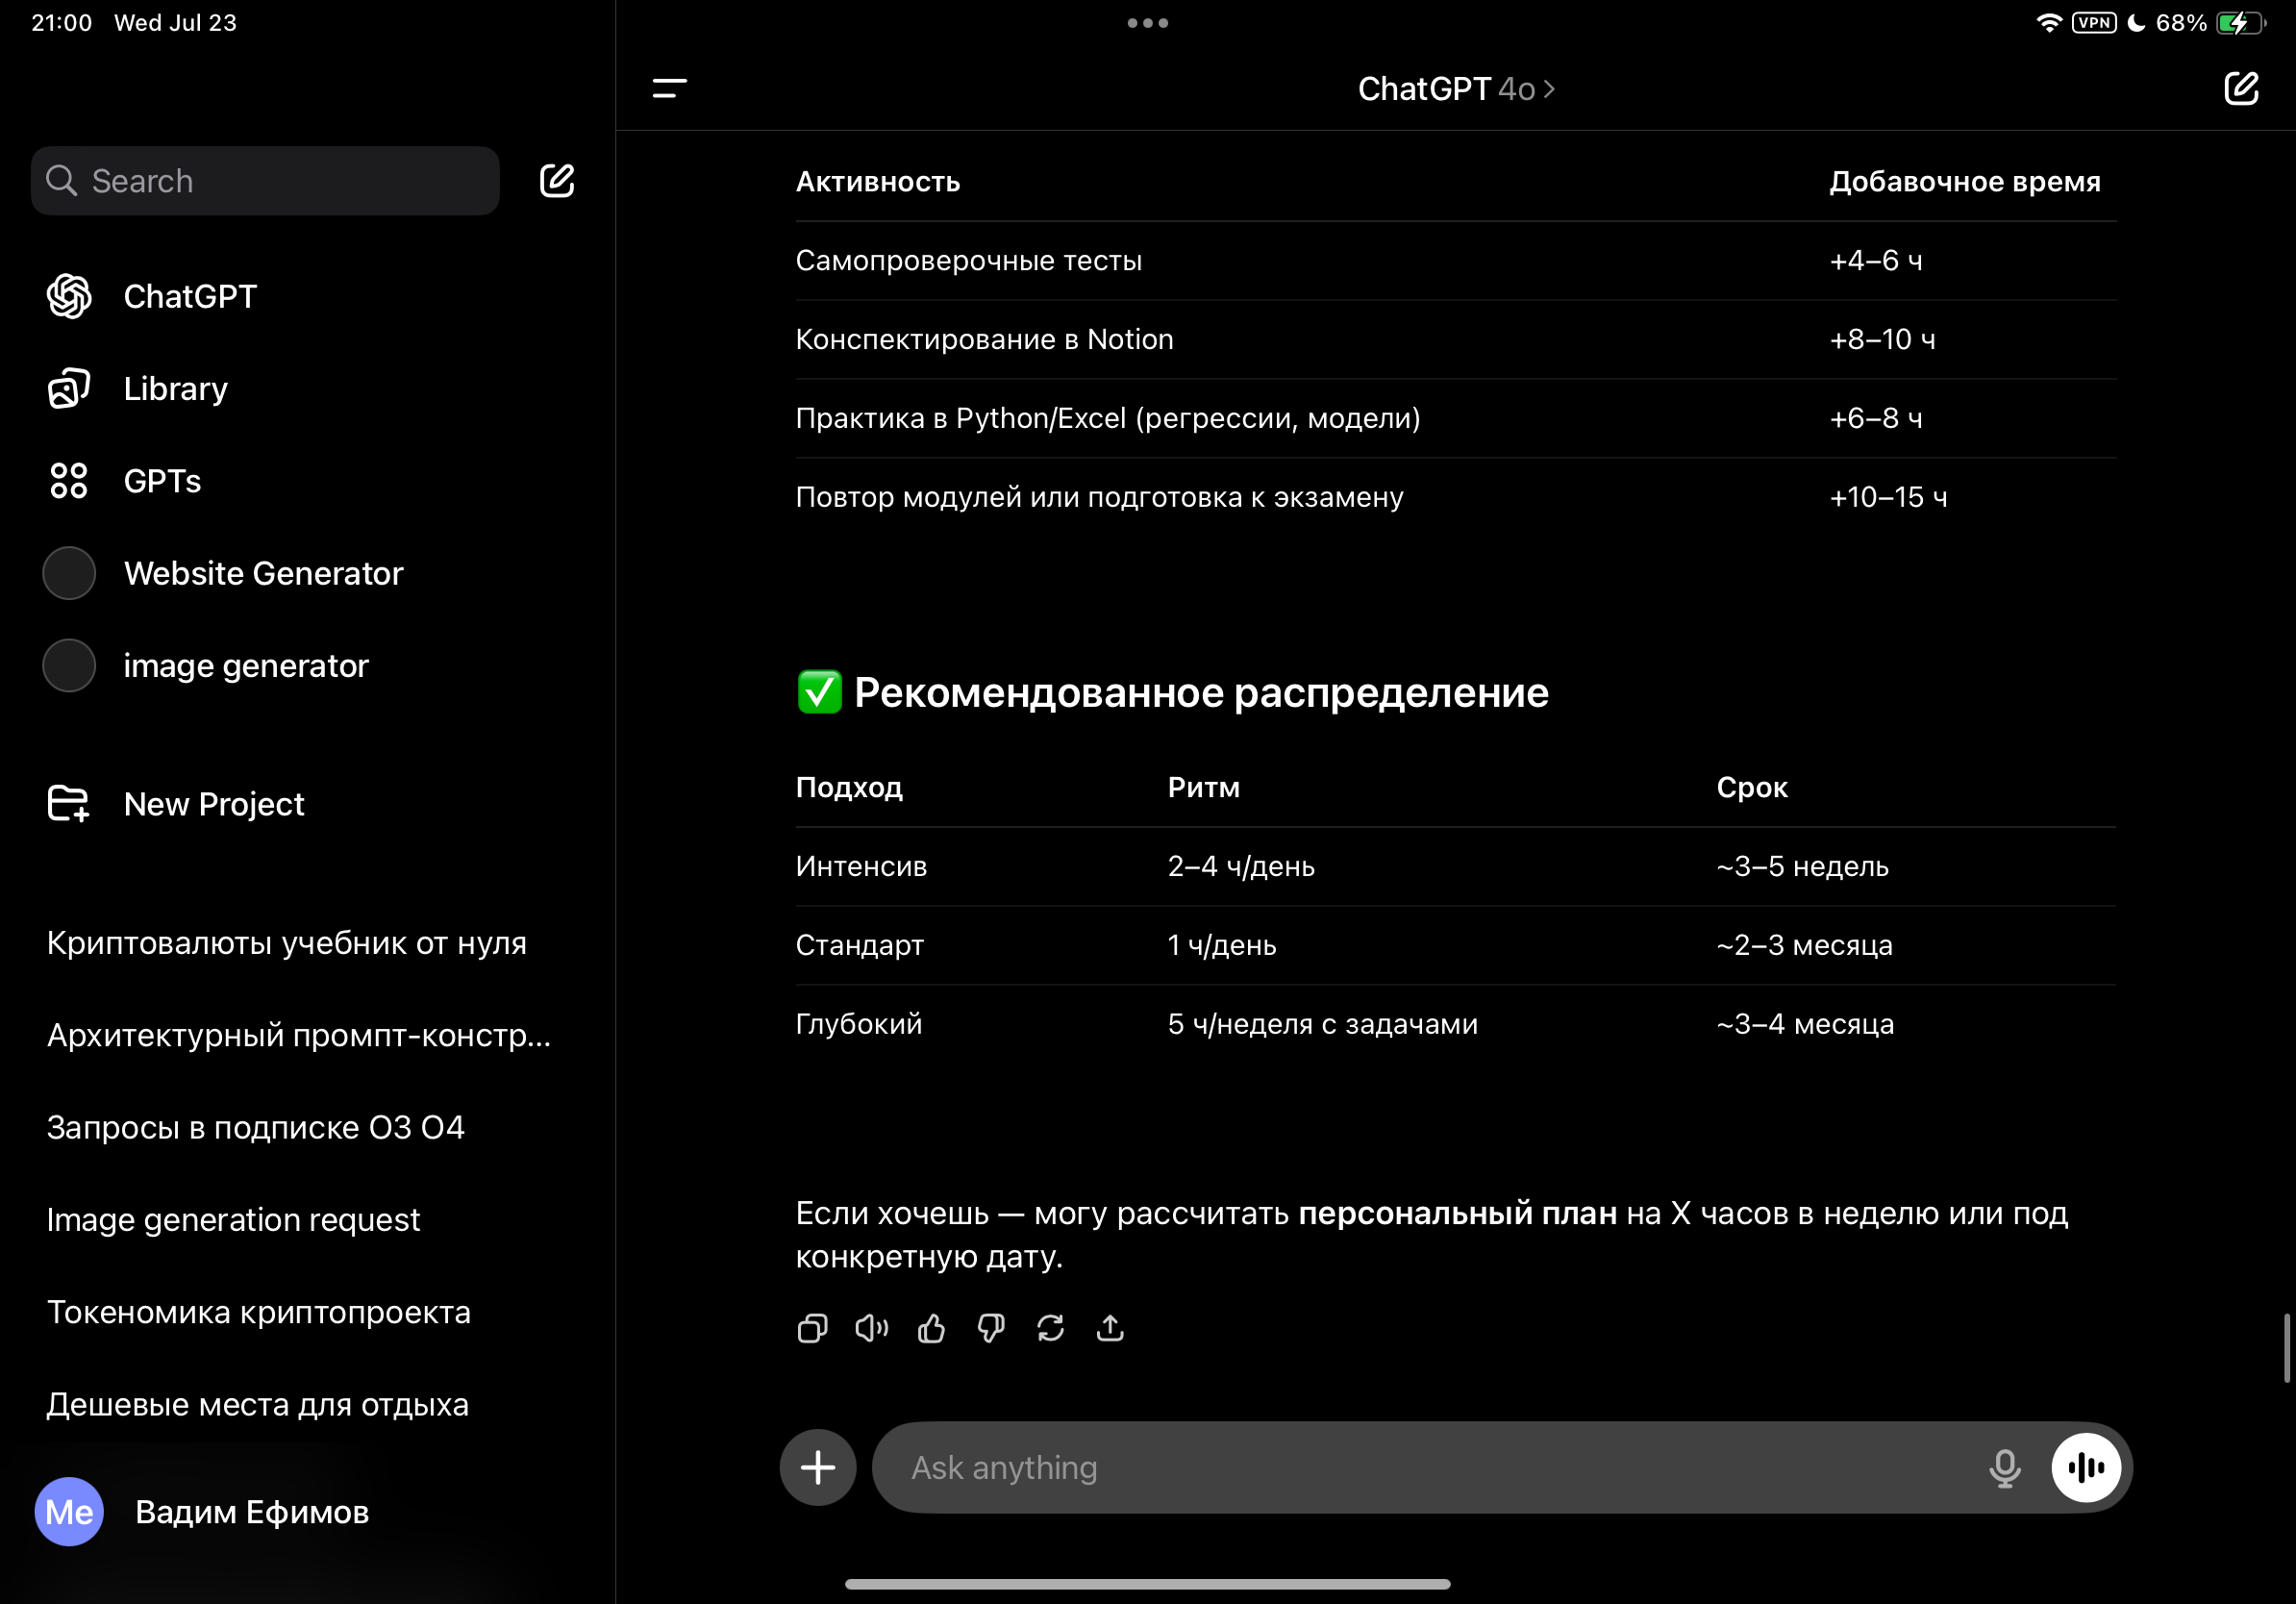 21:00 Wed Jul 23
VPN 68%
Search
ChatGPT
Library
GPTs
Website Generator
image generator
New Project
Криптовалюты учебник от нуля
Архитектурный промпт-констр...
Запросы в подписке О3 О4
Image generation request
Токеномика криптопроекта
Дешевые места для отдыха
Me Вадим Ефимов
ChatGPT 4o >
Активность Добавочное время
Самопроверочные тесты +4–6 ч
Конспектирование в Notion +8–10 ч
Практика в Python/Excel (регрессии, модели) +6–8 ч
Повтор модулей или подготовка к экзамену +10–15 ч
✅ Рекомендованное распределение
Подход Ритм Срок
Интенсив 2–4 ч/день ~3–5 недель
Стандарт 1 ч/день ~2–3 месяца
Глубокий 5 ч/неделя с задачами ~3–4 месяца
Если хочешь — могу рассчитать персональный план на X часов в неделю или под
конкретную дату.
Ask anything